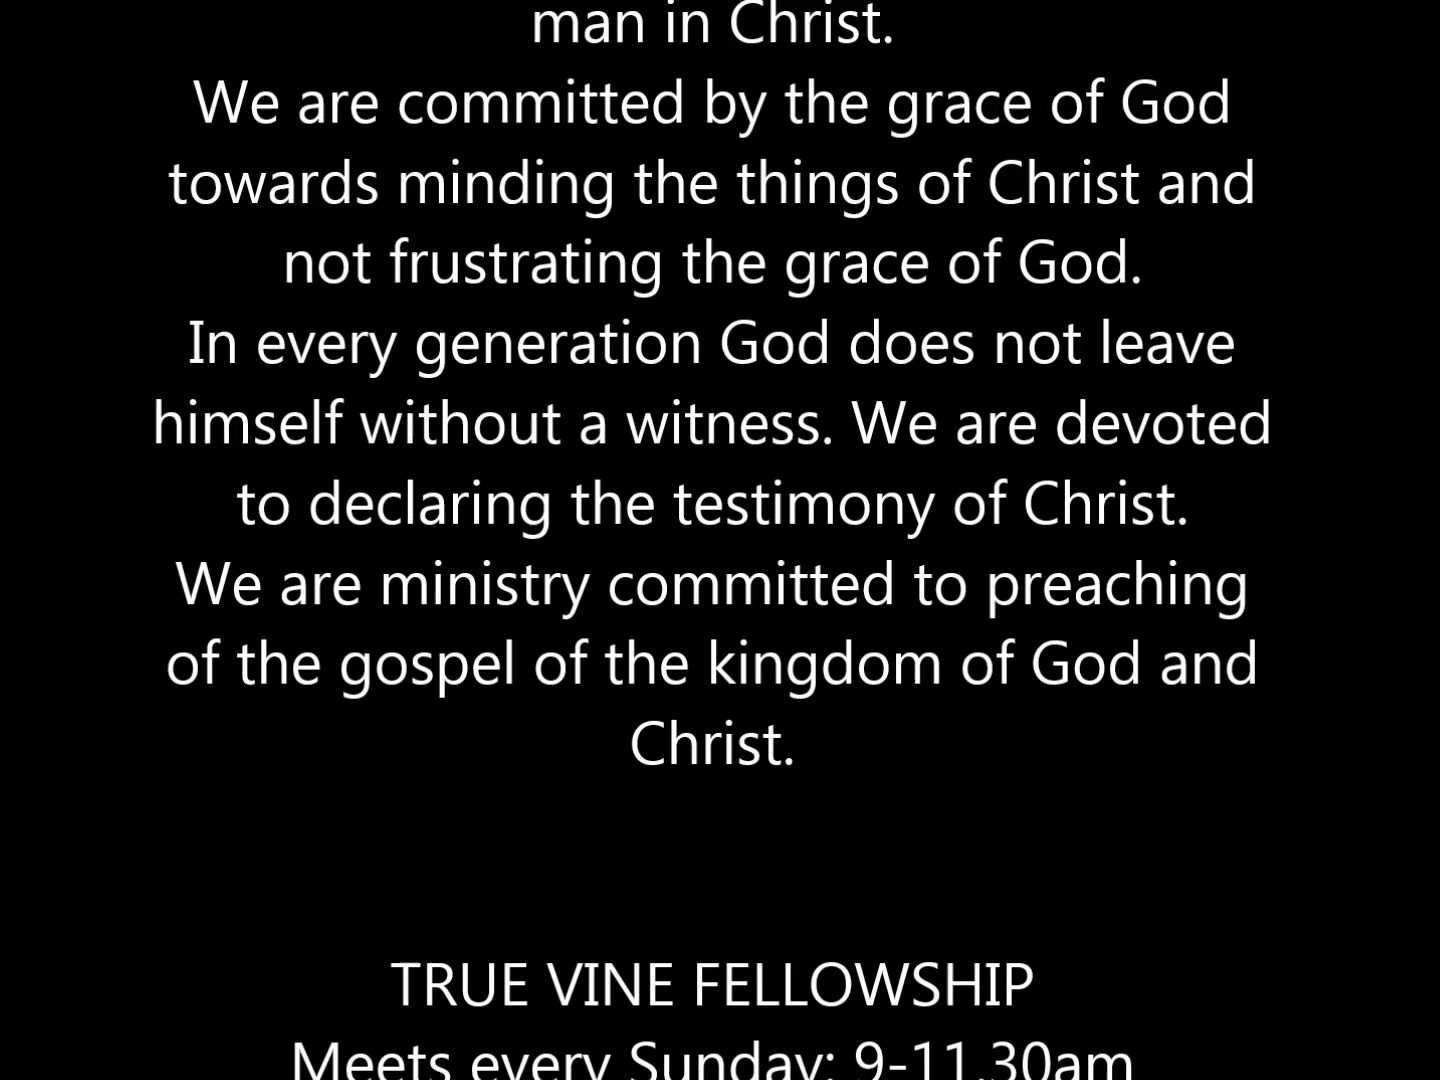 man in Christ.
We are committed by the grace of God
towards minding the things of Christ and
not frustrating the grace of God.
In every generation God does not leave
himself without a witness. We are devoted
to declaring the testimony of Christ.
We are ministry committed to preaching
of the gospel of the kingdom of God and
Christ.
TRUE VINE FELLOWSHIP
Meets every Sunday: 9-11.30am